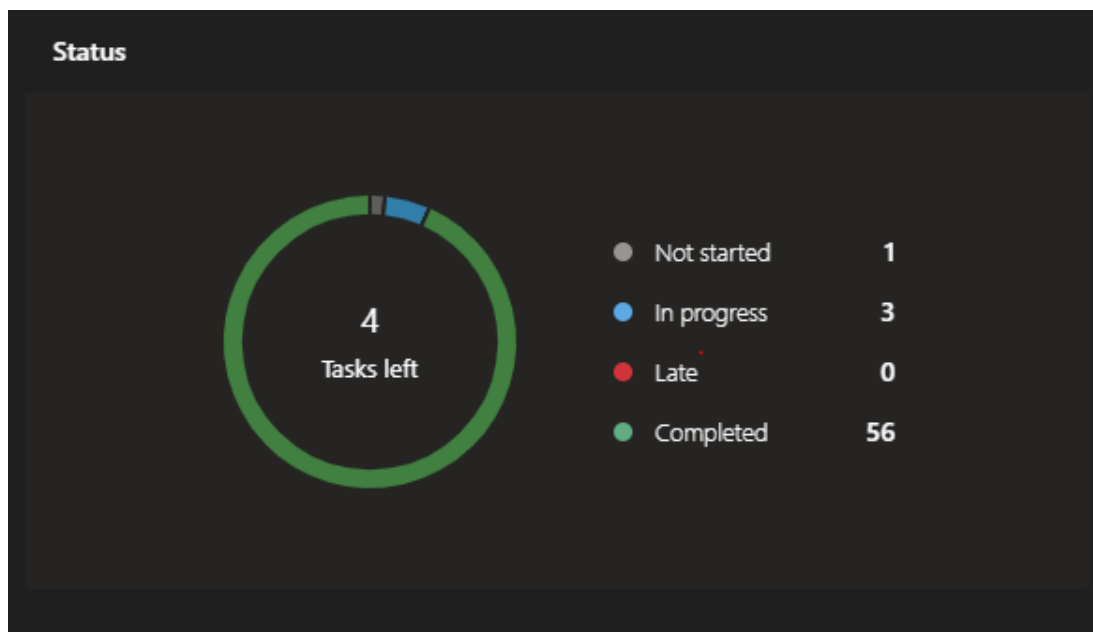 Status
4
Tasks left
Not started 1
In progress 3
Late 0
Completed 56